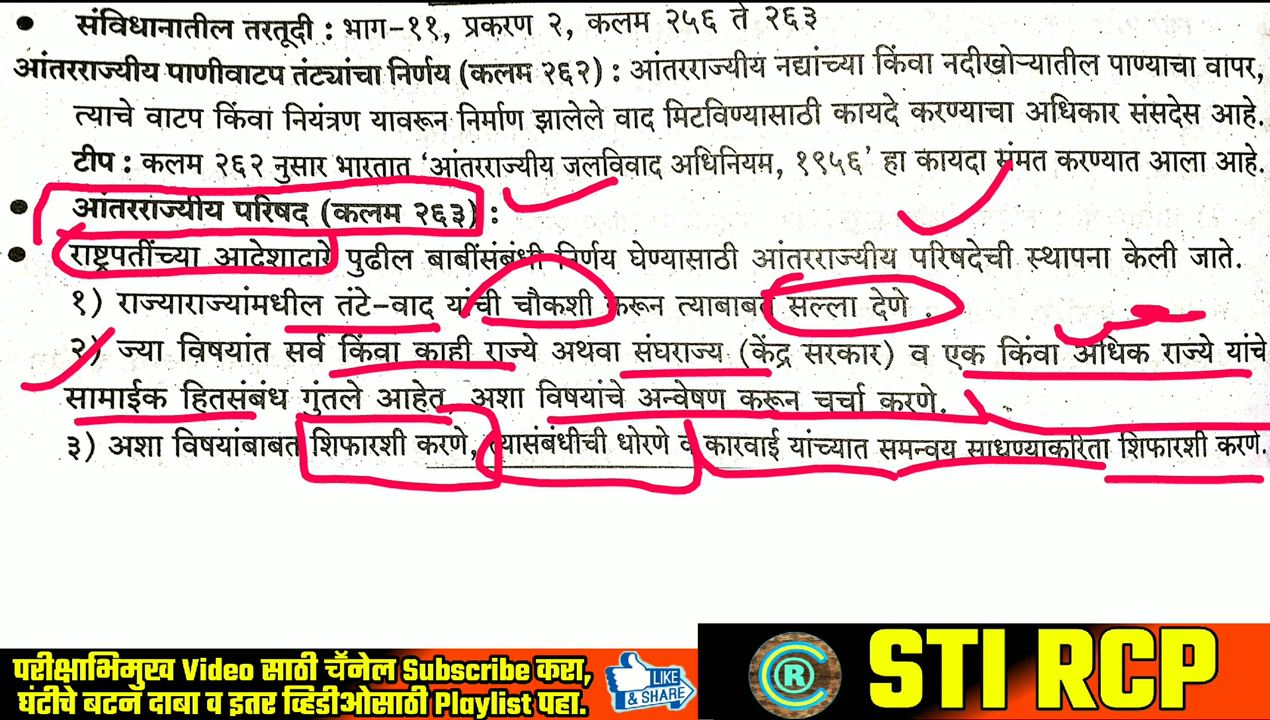 • संविधानातील तरतूदी : भाग-११, प्रकरण २, कलम २५६ ते २६३
आंतरराज्यीय पाणीवाटप तंट्यांचा निर्णय (कलम २६२) : आंतरराज्यीय नद्यांच्या किंवा नदीखोऱ्यातील पाण्याचा वापर,
त्याचे वाटप किंवा नियंत्रण यावरून निर्माण झालेले वाद मिटविण्यासाठी कायदे करण्याचा अधिकार संसदेस आहे.
टीप : कलम २६२ नुसार भारतात 'आंतरराज्यीय जलविवाद अधिनियम, १९५६' हा कायदा संमत करण्यात आला आहे.
• आंतरराज्यीय परिषद (कलम २६३) :
• राष्ट्रपतींच्या आदेशाद्वारे पुढील बाबींसंबंधी निर्णय घेण्यासाठी आंतरराज्यीय परिषदेची स्थापना केली जाते.
१) राज्याराज्यांमधील तंटे-वाद यांची चौकशी करून त्याबाबत सल्ला देणे .
२) ज्या विषयांत सर्व किंवा काही राज्ये अथवा संघराज्य (केंद्र सरकार) व एक किंवा अधिक राज्ये यांचे
सामाईक हितसंबंध गुंतले आहेत, अशा विषयांचे अन्वेषण करून चर्चा करणे.
३) अशा विषयांबाबत शिफारशी करणे, त्यासंबंधीची धोरणे व कारवाई यांच्यात समन्वय साधण्याकरिता शिफारशी करणे.
परीक्षाभिमुख Video साठी चॅनेल Subscribe करा,
घंटीचे बटन दाबा व इतर व्हिडीओसाठी Playlist पहा.
LIKE
& SHARE
R
STI RCP